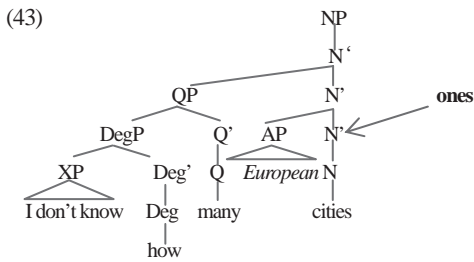 (43) NP
N‘
QP N’
ones
DegP Q’ AP N’
XP Deg’ Q European N
I don't know Deg many cities
how